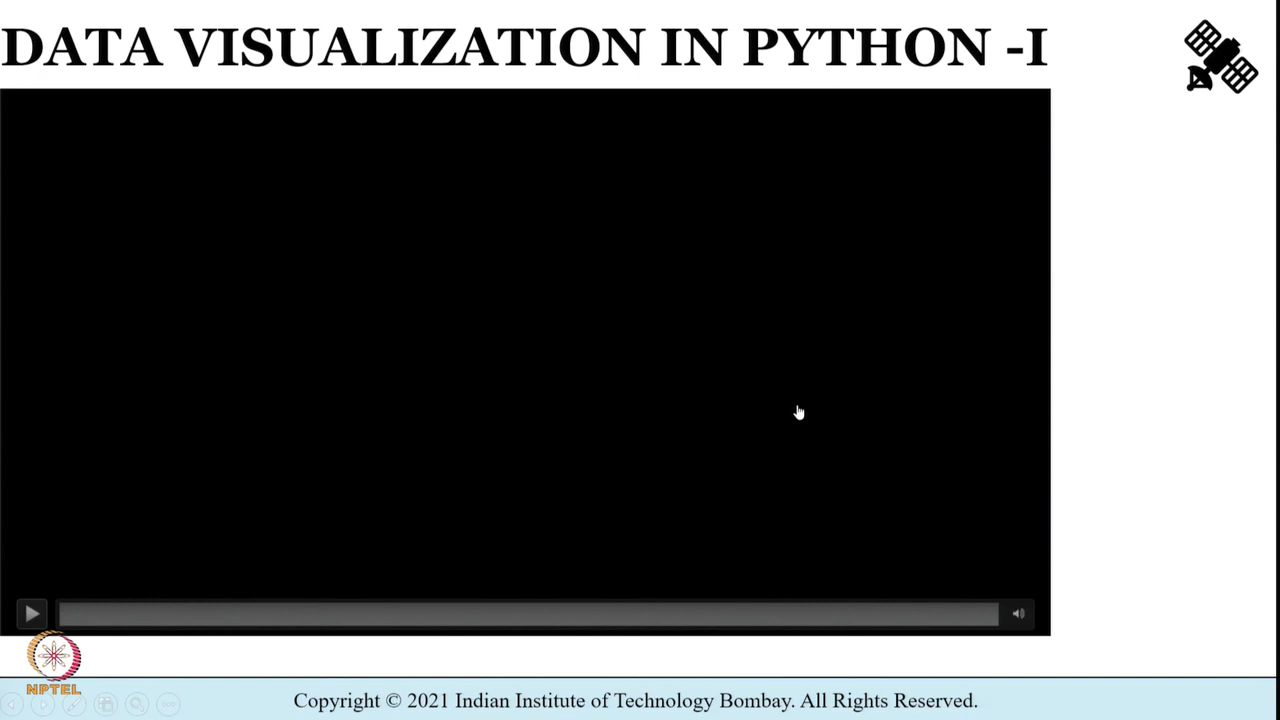 DATA VISUALIZATION IN PYTHON -I
NPTEL
Copyright © 2021 Indian Institute of Technology Bombay. All Rights Reserved.